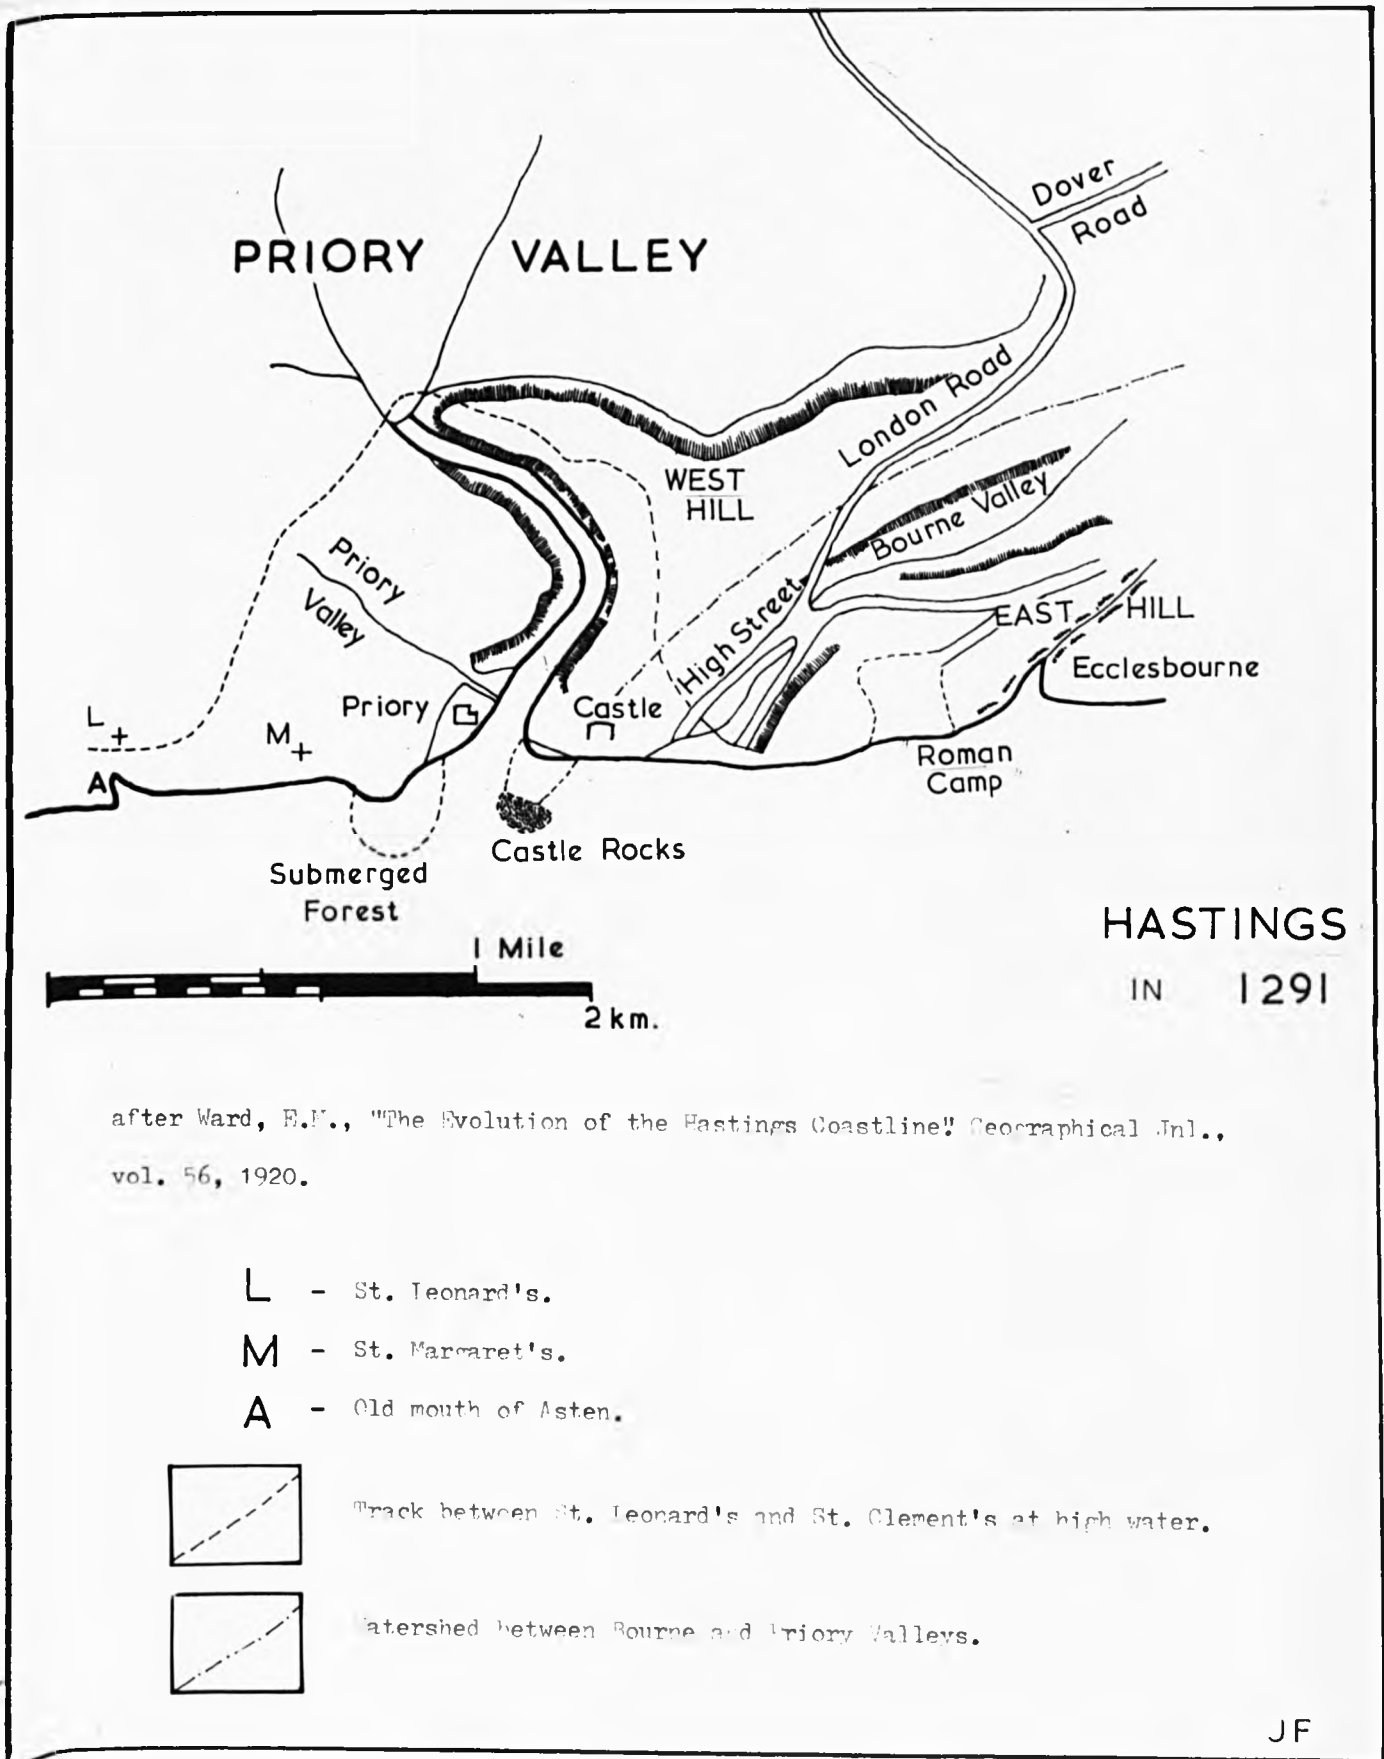 Dover
Road
PRIORY VALLEY
London Road
WEST
HILL
Bourne Valley
Priory
Valley
High Street
EAST HILL
Ecclesbourne
Priory
Castle
L
M
A
Roman
Camp
Castle Rocks
Submerged
Forest
HASTINGS
IN 1291
1 Mile
2 km.
after Ward, E.M., "The Evolution of the Hastings Coastline" Geographical Jnl.,
vol. 56, 1920.
L - St. Leonard's.
M - St. Margaret's.
A - Old mouth of Asten.
Track between St. Leonard's and St. Clement's at high water.
Watershed between Bourne and Priory Valleys.
JF